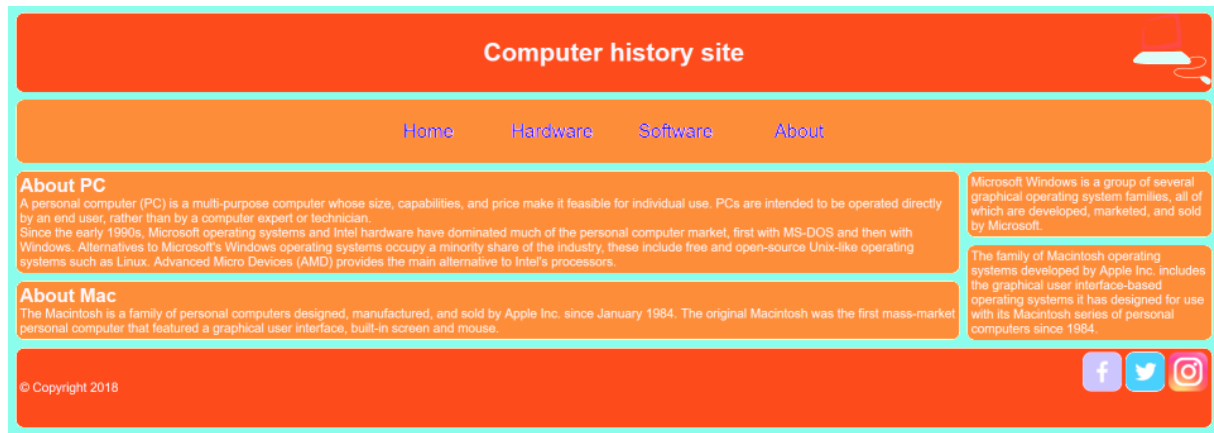 Computer history site
Home Hardware Software About
About PC
A personal computer (PC) is a multi-purpose computer whose size, capabilities, and price make it feasible for individual use. PCs are intended to be operated directly
by an end user, rather than by a computer expert or technician.
Since the early 1990s, Microsoft operating systems and Intel hardware have dominated much of the personal computer market, first with MS-DOS and then with
Windows. Alternatives to Microsoft's Windows operating systems occupy a minority share of the industry, these include free and open-source Unix-like operating
systems such as Linux. Advanced Micro Devices (AMD) provides the main alternative to Intel's processors.
About Mac
The Macintosh is a family of personal computers designed, manufactured, and sold by Apple Inc. since January 1984. The original Macintosh was the first mass-market
personal computer that featured a graphical user interface, built-in screen and mouse.
Microsoft Windows is a group of several
graphical operating system families, all of
which are developed, marketed, and sold
by Microsoft.
The family of Macintosh operating
systems developed by Apple Inc. includes
the graphical user interface-based
operating systems it has designed for use
with its Macintosh series of personal
computers since 1984.
© Copyright 2018